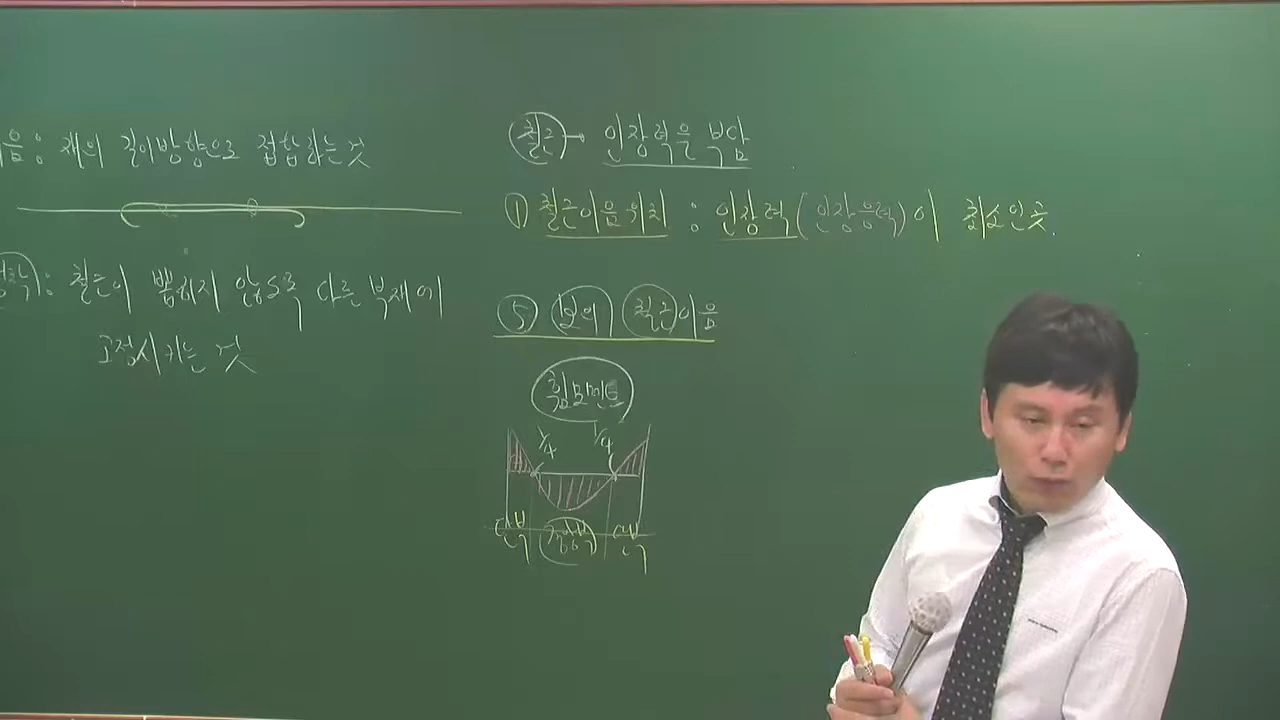 음: 재의 길이방향으로 접합하는 것
착: 철근이 뽑히지 않도록 다른 부재에
고정시키는 것
철근 → 인장력을 부담
① 철근이음위치 : 인장력(인장응력)이 최소인곳
⑤ 보의 철근이음
휨모멘트
1/4 1/4
단부 중앙부 단부